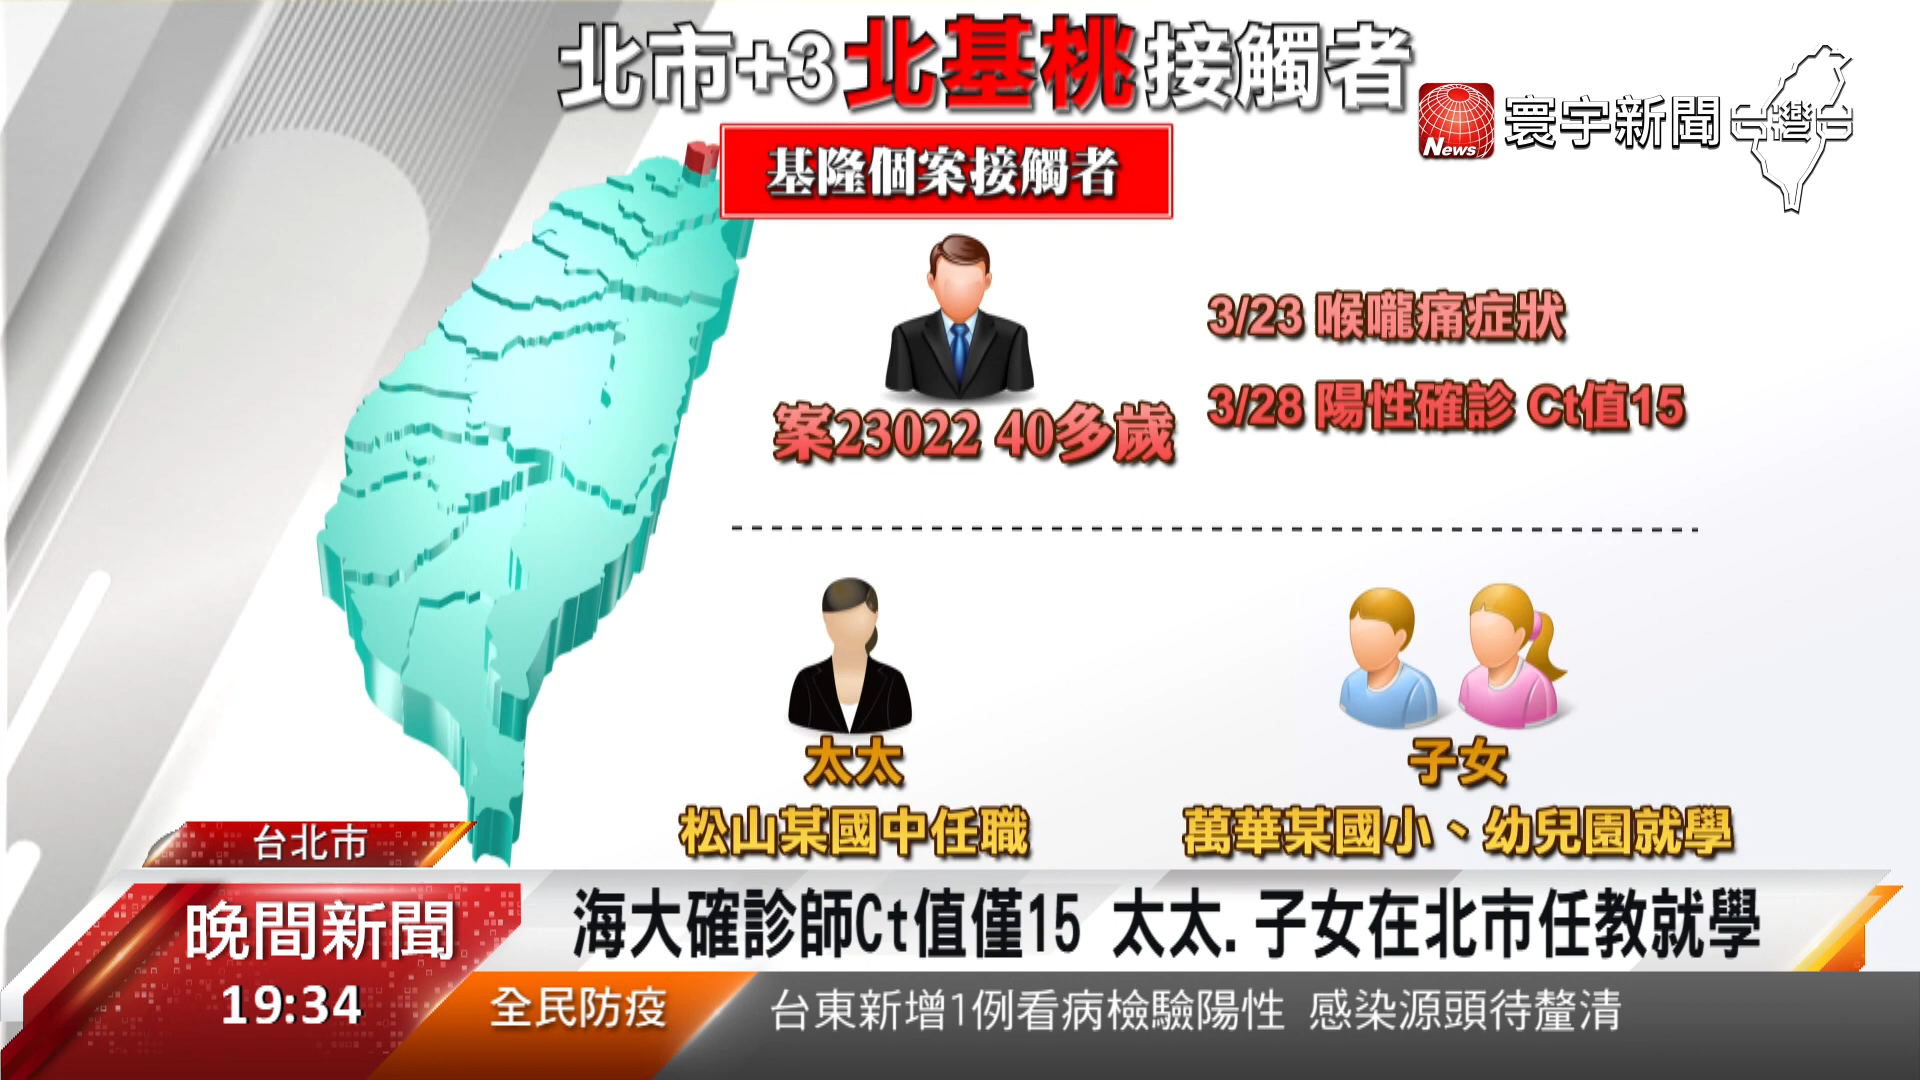 北市+3北基桃接觸者
News 寰宇新聞 台灣台
基隆個案接觸者
3/23 喉嚨痛症狀
3/28 陽性確診 Ct值15
案23022 40多歲
太太
子女
松山某國中任職
萬華某國小、幼兒園就學
台北市
晚間新聞
海大確診師Ct值僅15 太太.子女在北市任教就學
19:34
全民防疫
台東新增1例看病檢驗陽性 感染源頭待釐清